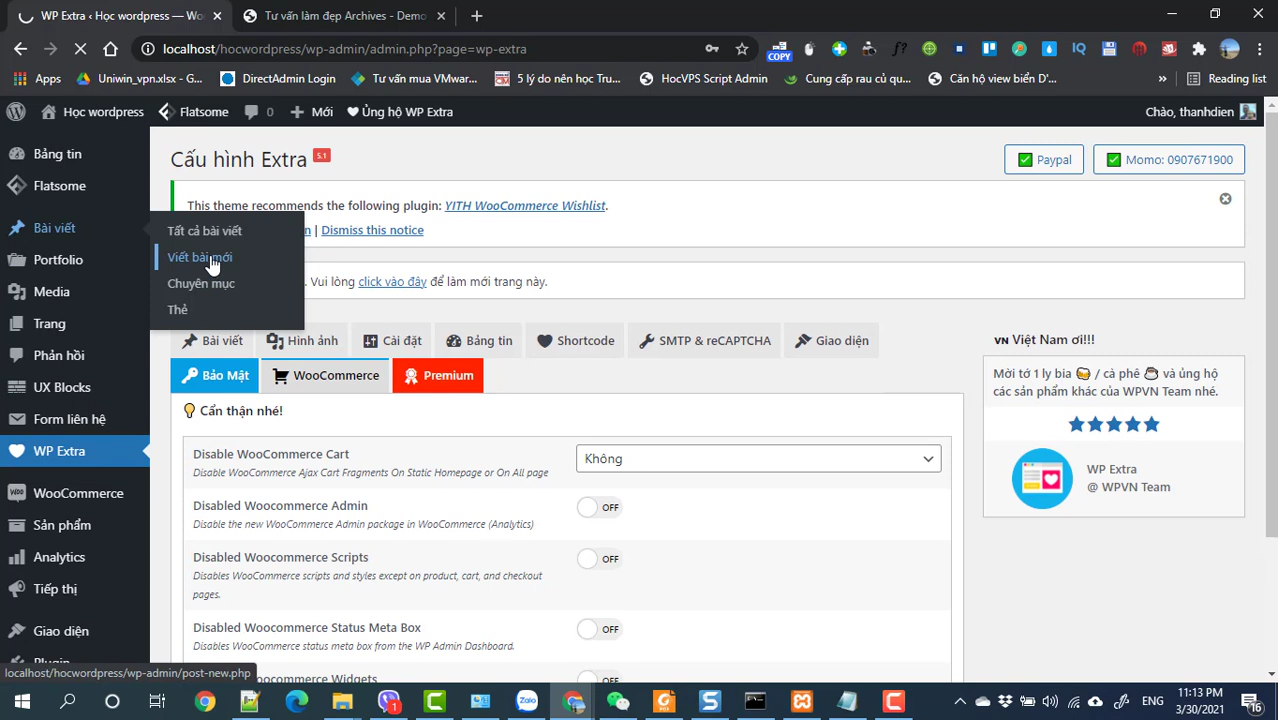 WP Extra ‹ Học wordpress — Wor
Tư vấn làm đẹp Archives - Demo
localhost/hocwordpress/wp-admin/admin.php?page=wp-extra
COPY
Apps
Uniwin_vpn.xlsx - G...
DirectAdmin Login
Tư vấn mua VMwar...
5 lý do nên học Tru...
HocVPS Script Admin
Cung cấp rau củ qu...
Căn hộ view biển D'...
Reading list
Học wordpress
Flatsome
0
Mới
Ủng hộ WP Extra
Chào, thanhdien
Bảng tin
Flatsome
Bài viết
Portfolio
Media
Trang
Phản hồi
UX Blocks
Form liên hệ
WP Extra
WooCommerce
Sản phẩm
Analytics
Tiếp thị
Giao diện
Plugin
Tất cả bài viết
Viết bài mới
Chuyên mục
Thẻ
Cấu hình Extra 5.1
Paypal
Momo: 0907671900
This theme recommends the following plugin: YITH WooCommerce Wishlist.
Dismiss this notice
. Vui lòng click vào đây để làm mới trang này.
Bài viết
Hình ảnh
Cài đặt
Bảng tin
Shortcode
SMTP & reCAPTCHA
Giao diện
Bảo Mật
WooCommerce
Premium
Cẩn thận nhé!
Disable WooCommerce Cart
Disable WooCommerce Ajax Cart Fragments On Static Homepage or On All page
Không
Disabled Woocommerce Admin
Disable the new WooCommerce Admin package in WooCommerce (Analytics)
OFF
Disabled Woocommerce Scripts
Disables WooCommerce scripts and styles except on product, cart, and checkout
pages.
OFF
Disabled Woocommerce Status Meta Box
Disables WooCommerce status meta box from the WP Admin Dashboard.
OFF
Disabled Woocommerce Widgets
VN Việt Nam ơi!!!
Mời tớ 1 ly bia / cà phê và ủng hộ
các sản phẩm khác của WPVN Team nhé.
WP Extra
@ WPVN Team
localhost/hocwordpress/wp-admin/post-new.php
ENG
11:13 PM
3/30/2021
16